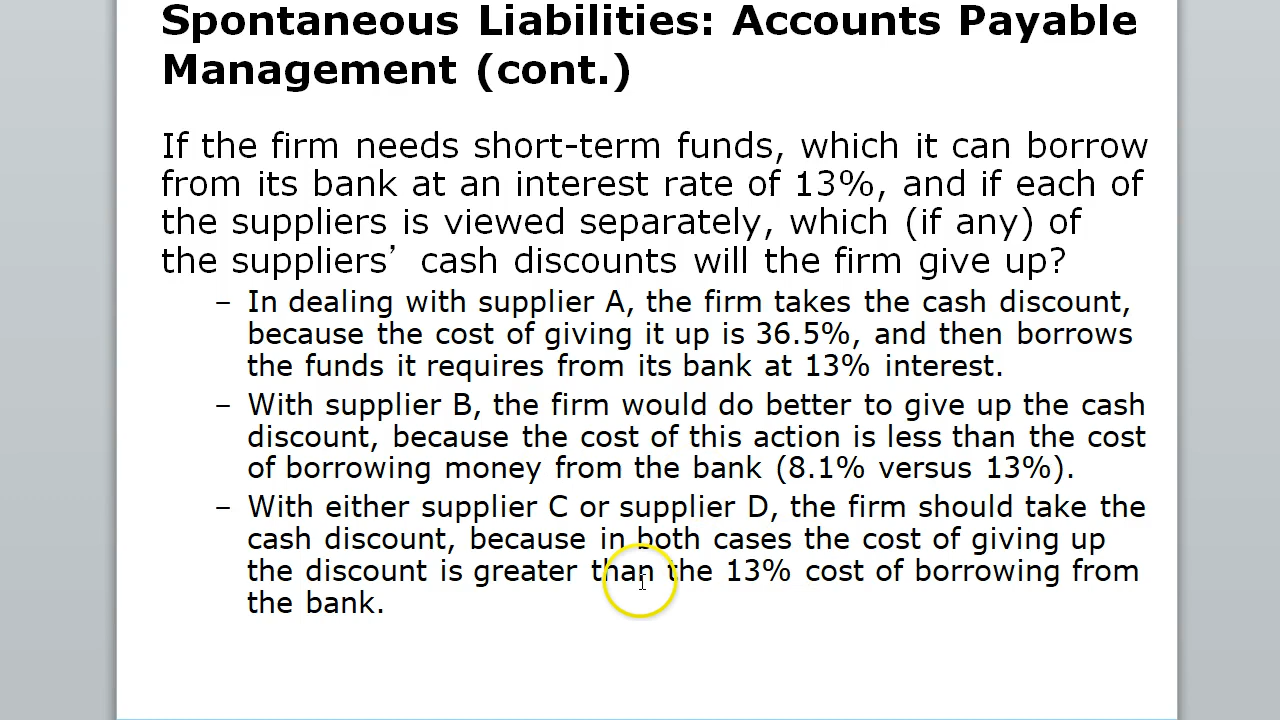 Spontaneous Liabilities: Accounts Payable
Management (cont.)
If the firm needs short-term funds, which it can borrow
from its bank at an interest rate of 13%, and if each of
the suppliers is viewed separately, which (if any) of
the suppliers’ cash discounts will the firm give up?
– In dealing with supplier A, the firm takes the cash discount,
because the cost of giving it up is 36.5%, and then borrows
the funds it requires from its bank at 13% interest.
– With supplier B, the firm would do better to give up the cash
discount, because the cost of this action is less than the cost
of borrowing money from the bank (8.1% versus 13%).
– With either supplier C or supplier D, the firm should take the
cash discount, because in both cases the cost of giving up
the discount is greater than the 13% cost of borrowing from
the bank.